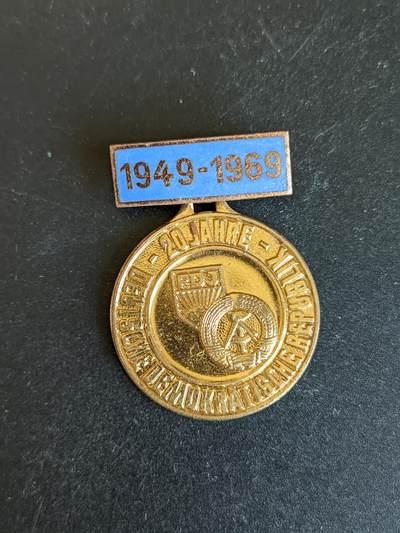 1949-1969
20 JAHRE
DEUTSCHE DEMOKRATISCHE REPUBLIK